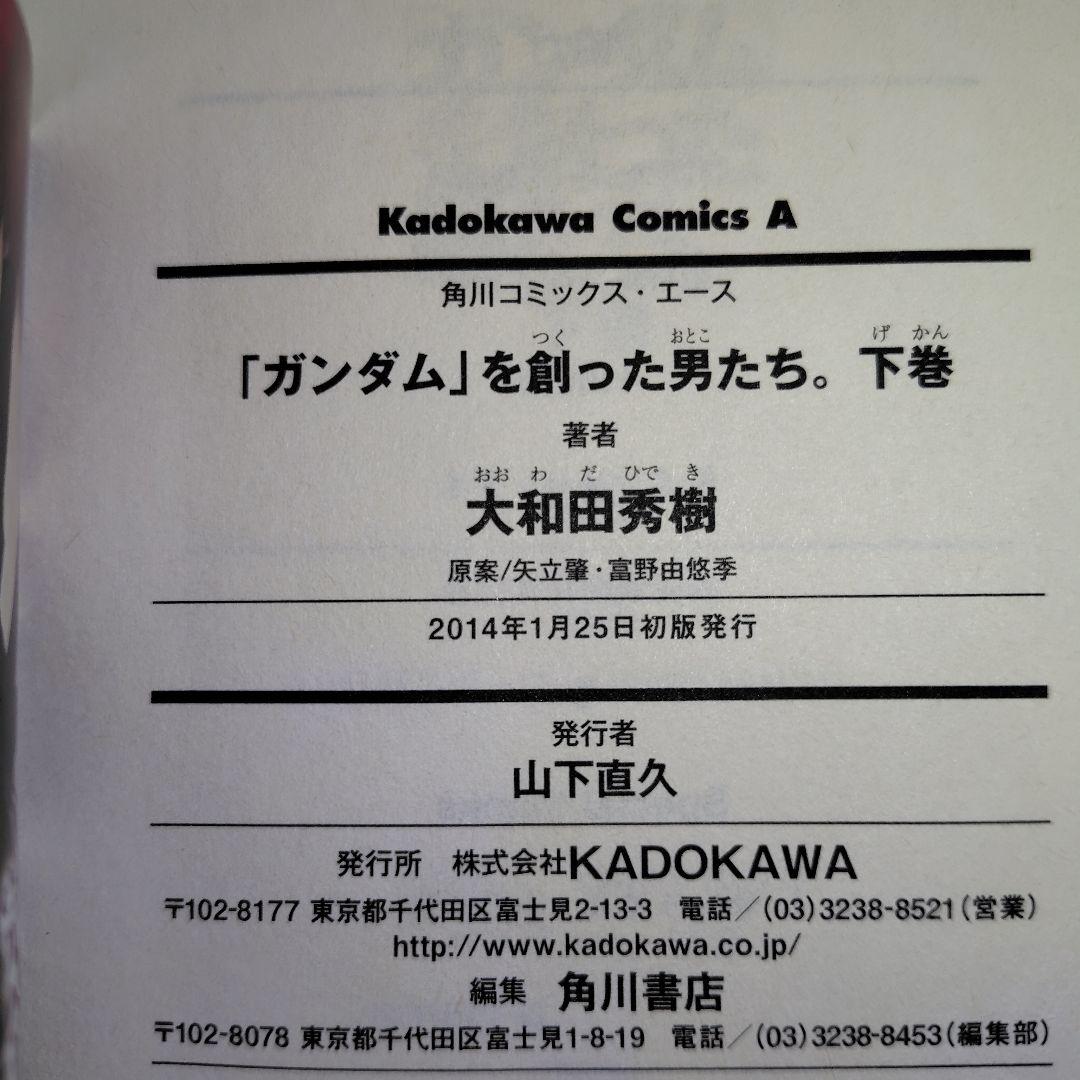 Kadokawa Comics A
角川コミックス・エース
「ガンダム」を創った男たち。 下巻
著者
大和田秀樹
原案/矢立肇・富野由悠季
2014年1月25日初版発行
発行者
山下直久
発行所 株式会社KADOKAWA
〒102-8177 東京都千代田区富士見2-13-3 電話／(03)3238-8521(営業)
http://www.kadokawa.co.jp/
編集 角川書店
〒102-8078 東京都千代田区富士見1-8-19 電話／(03)3238-8453(編集部)